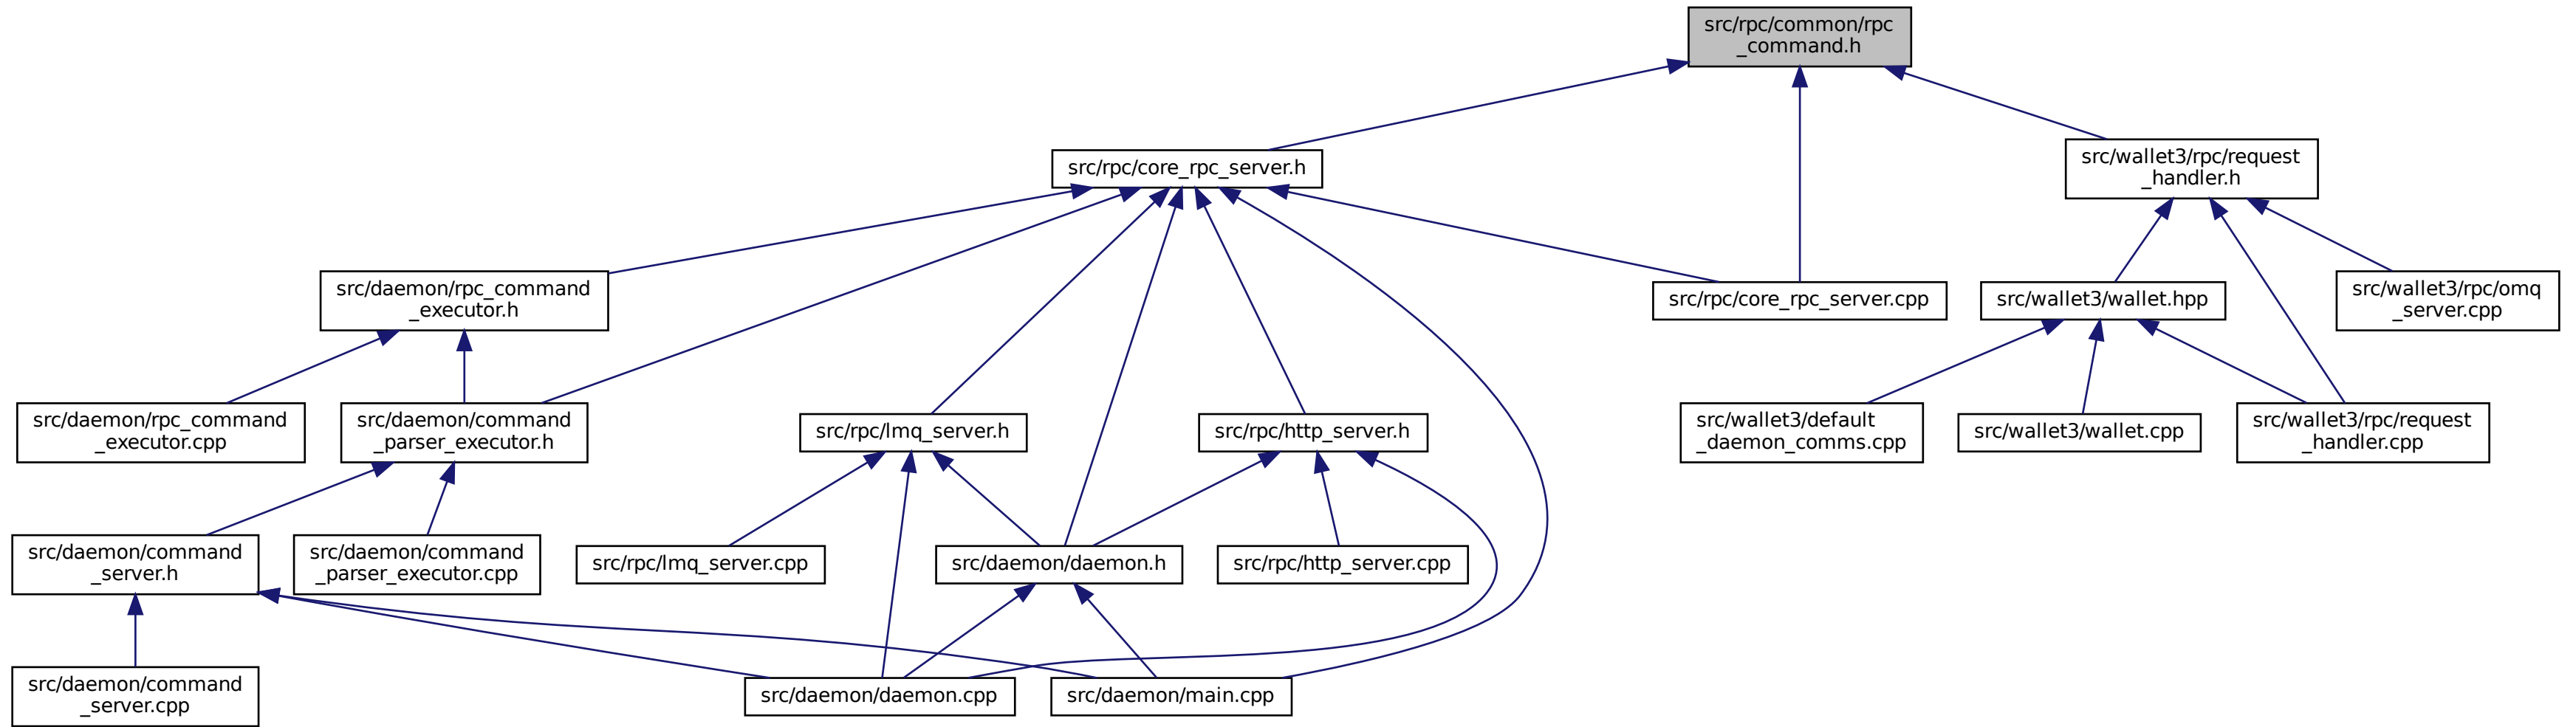 src/rpc/common/rpc
_command.h
src/rpc/core_rpc_server.h
src/wallet3/rpc/request
_handler.h
src/daemon/rpc_command
_executor.h
src/rpc/core_rpc_server.cpp
src/wallet3/wallet.hpp
src/wallet3/rpc/omq
_server.cpp
src/daemon/rpc_command
_executor.cpp
src/daemon/command
_parser_executor.h
src/rpc/lmq_server.h
src/rpc/http_server.h
src/wallet3/default
_daemon_comms.cpp
src/wallet3/wallet.cpp
src/wallet3/rpc/request
_handler.cpp
src/daemon/command
_server.h
src/daemon/command
_parser_executor.cpp
src/rpc/lmq_server.cpp
src/daemon/daemon.h
src/rpc/http_server.cpp
src/daemon/command
_server.cpp
src/daemon/daemon.cpp
src/daemon/main.cpp